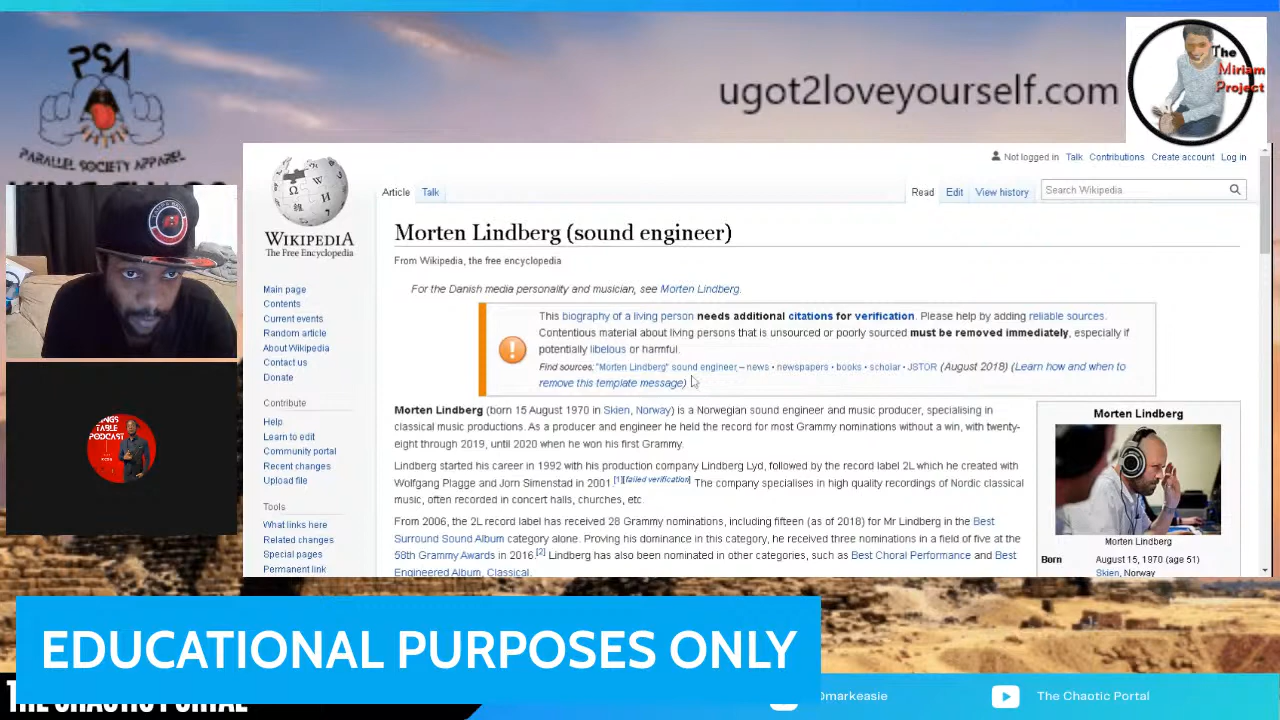 PSA
PARALLEL SOCIETY APPAREL
ugot2loveyourself.com
The
Miriam
Project
KINGS
TABLE
PODCAST
WIKIPEDIA
The Free Encyclopedia
Main page
Contents
Current events
Random article
About Wikipedia
Contact us
Donate
Contribute
Help
Learn to edit
Community portal
Recent changes
Upload file
Tools
What links here
Related changes
Special pages
Permanent link
Not logged in Talk Contributions Create account Log in
Article Talk
Read Edit View history
Search Wikipedia
Morten Lindberg (sound engineer)
From Wikipedia, the free encyclopedia
For the Danish media personality and musician, see Morten Lindberg.
This biography of a living person needs additional citations for verification. Please help by adding reliable sources.
Contentious material about living persons that is unsourced or poorly sourced must be removed immediately, especially if
potentially libelous or harmful.
Find sources: "Morten Lindberg" sound engineer – news · newspapers · books · scholar · JSTOR (August 2018) (Learn how and when to
remove this template message)
Morten Lindberg (born 15 August 1970 in Skien, Norway) is a Norwegian sound engineer and music producer, specialising in
classical music productions. As a producer and engineer he held the record for most Grammy nominations without a win, with twenty-
eight through 2019, until 2020 when he won his first Grammy.
Lindberg started his career in 1992 with his production company Lindberg Lyd, followed by the record label 2L which he created with
Wolfgang Plagge and Jorn Simenstad in 2001.[1][failed verification] The company specialises in high quality recordings of Nordic classical
music, often recorded in concert halls, churches, etc.
From 2006, the 2L record label has received 28 Grammy nominations, including fifteen (as of 2018) for Mr Lindberg in the Best
Surround Sound Album category alone. Proving his dominance in this category, he received three nominations in a field of five at the
58th Grammy Awards in 2016.[2] Lindberg has also been nominated in other categories, such as Best Choral Performance and Best
Engineered Album, Classical.
Morten Lindberg
Morten Lindberg
Born August 15, 1970 (age 51)
Skien, Norway
EDUCATIONAL PURPOSES ONLY
THE CHAOTIC PORTAL
omarkeasie
The Chaotic Portal